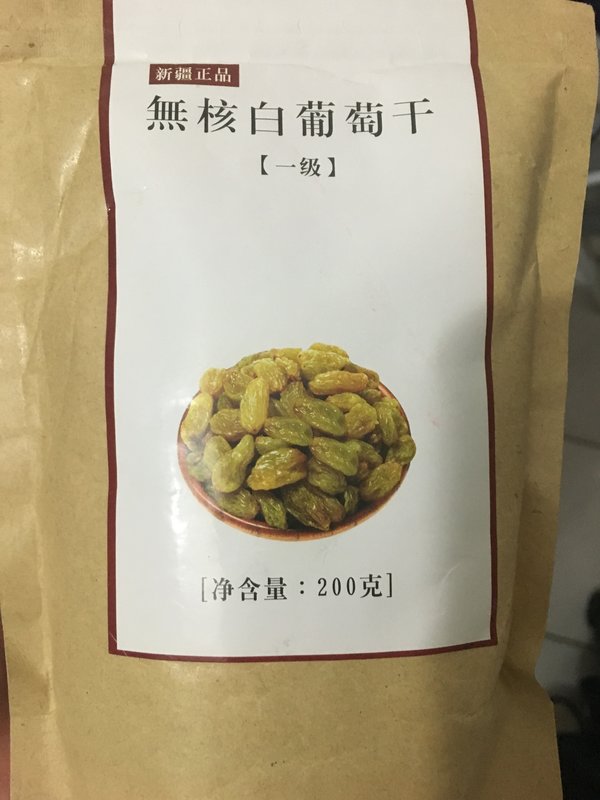 新疆正品
無核白葡萄干
【一级】
[净含量：200克]